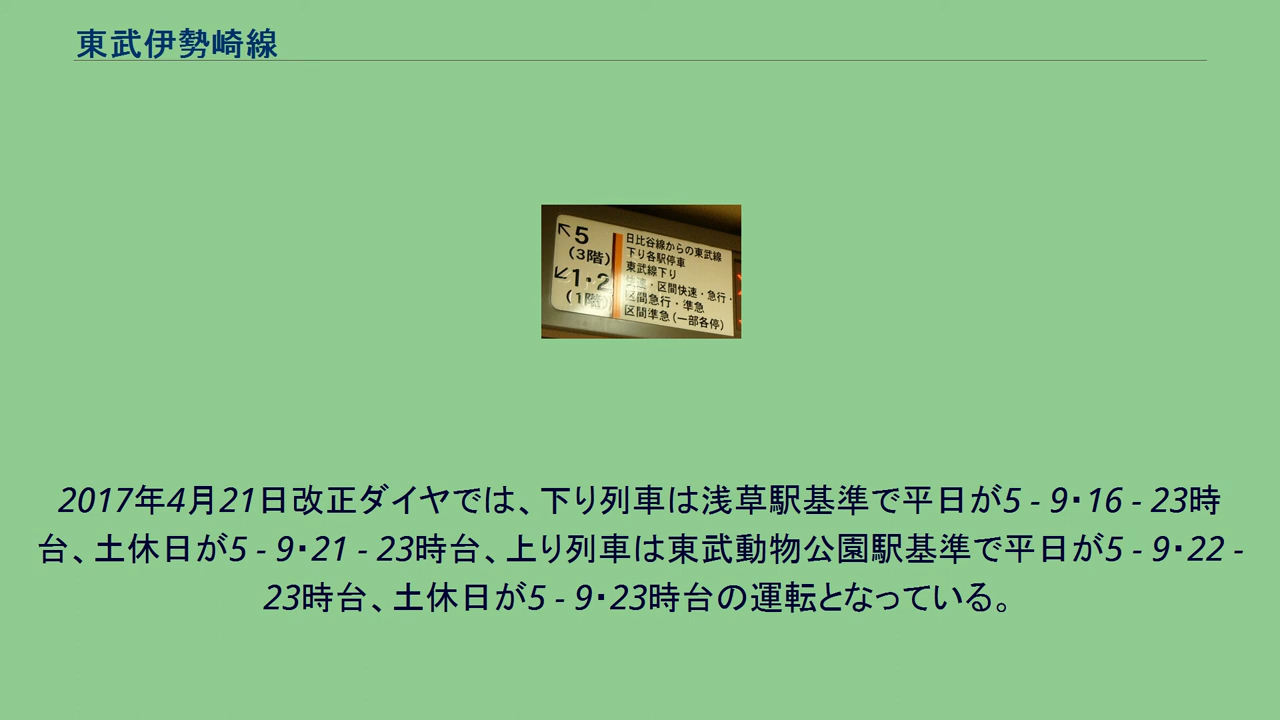 東武伊勢崎線
↖5
(3階)
↙1・2
(1階)
日比谷線からの東武線
下り各駅停車
東武線下り
快速・区間快速・急行・
区間急行・準急
区間準急(一部各停)
2017年4月21日改正ダイヤでは、下り列車は浅草駅基準で平日が5 - 9・16 - 23時
台、土休日が5 - 9・21 - 23時台、上り列車は東武動物公園駅基準で平日が5 - 9・22 -
23時台、土休日が5 - 9・23時台の運転となっている。